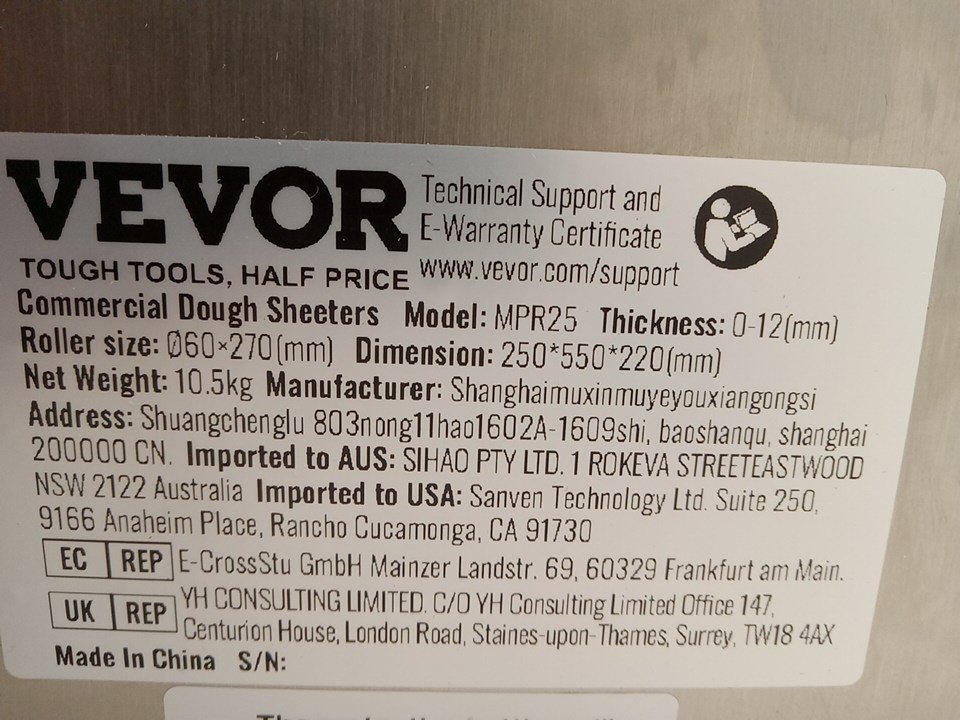 VEVOR
TOUGH TOOLS, HALF PRICE
Technical Support and
E-Warranty Certificate
www.vevor.com/support
Commercial Dough Sheeters Model: MPR25 Thickness: 0-12(mm)
Roller size: Ø60×270(mm) Dimension: 250*550*220(mm)
Net Weight: 10.5kg Manufacturer: Shanghaimuxinmuyeyouxiangongsi
Address: Shuangchenglu 803nong11hao1602A-1609shi, baoshanqu, shanghai
200000 CN. Imported to AUS: SIHAO PTY LTD. 1 ROKEVA STREETEASTWOOD
NSW 2122 Australia Imported to USA: Sanven Technology Ltd. Suite 250,
9166 Anaheim Place, Rancho Cucamonga, CA 91730
EC REP E-CrossStu GmbH Mainzer Landstr. 69, 60329 Frankfurt am Main.
UK REP YH CONSULTING LIMITED. C/O YH Consulting Limited Office 147,
Centurion House, London Road, Staines-upon-Thames, Surrey, TW18 4AX
Made In China S/N: